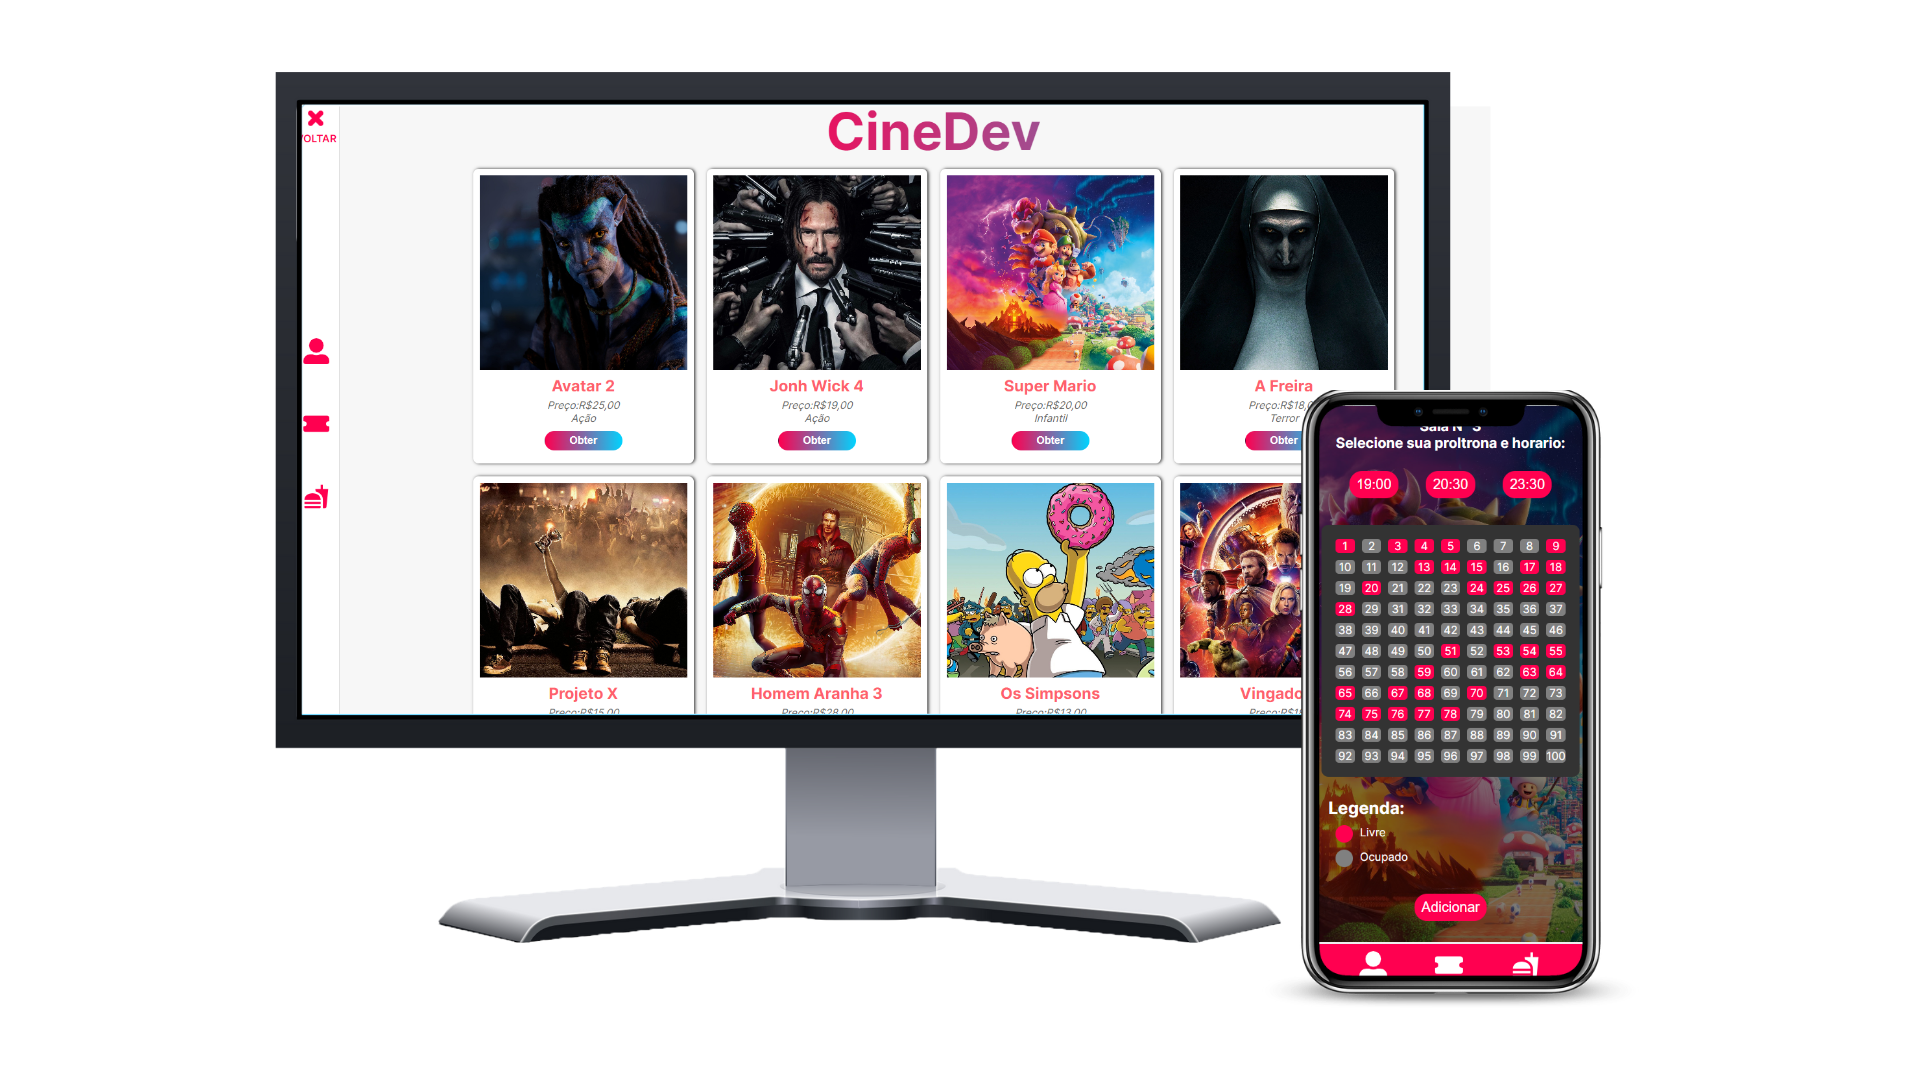 VOLTAR
CineDev
Avatar 2
Preço:R$25,00
Ação
Obter
Jonh Wick 4
Preço:R$19,00
Ação
Obter
Super Mario
Preço:R$20,00
Infantil
Obter
A Freira
Preço:R$18,0
Terror
Obter
Projeto X
Preço:R$15,00
Homem Aranha 3
Preço:R$28,00
Os Simpsons
Preço:R$13,00
Vingado
Sala N° 3
Selecione sua proltrona e horario:
19:00 20:30 23:30
1 2 3 4 5 6 7 8 9
10 11 12 13 14 15 16 17 18
19 20 21 22 23 24 25 26 27
28 29 31 32 33 34 35 36 37
38 39 40 41 42 43 44 45 46
47 48 49 50 51 52 53 54 55
56 57 58 59 60 61 62 63 64
65 66 67 68 69 70 71 72 73
74 75 76 77 78 79 80 81 82
83 84 85 86 87 88 89 90 91
92 93 94 95 96 97 98 99 100
Legenda:
Livre
Ocupado
Adicionar